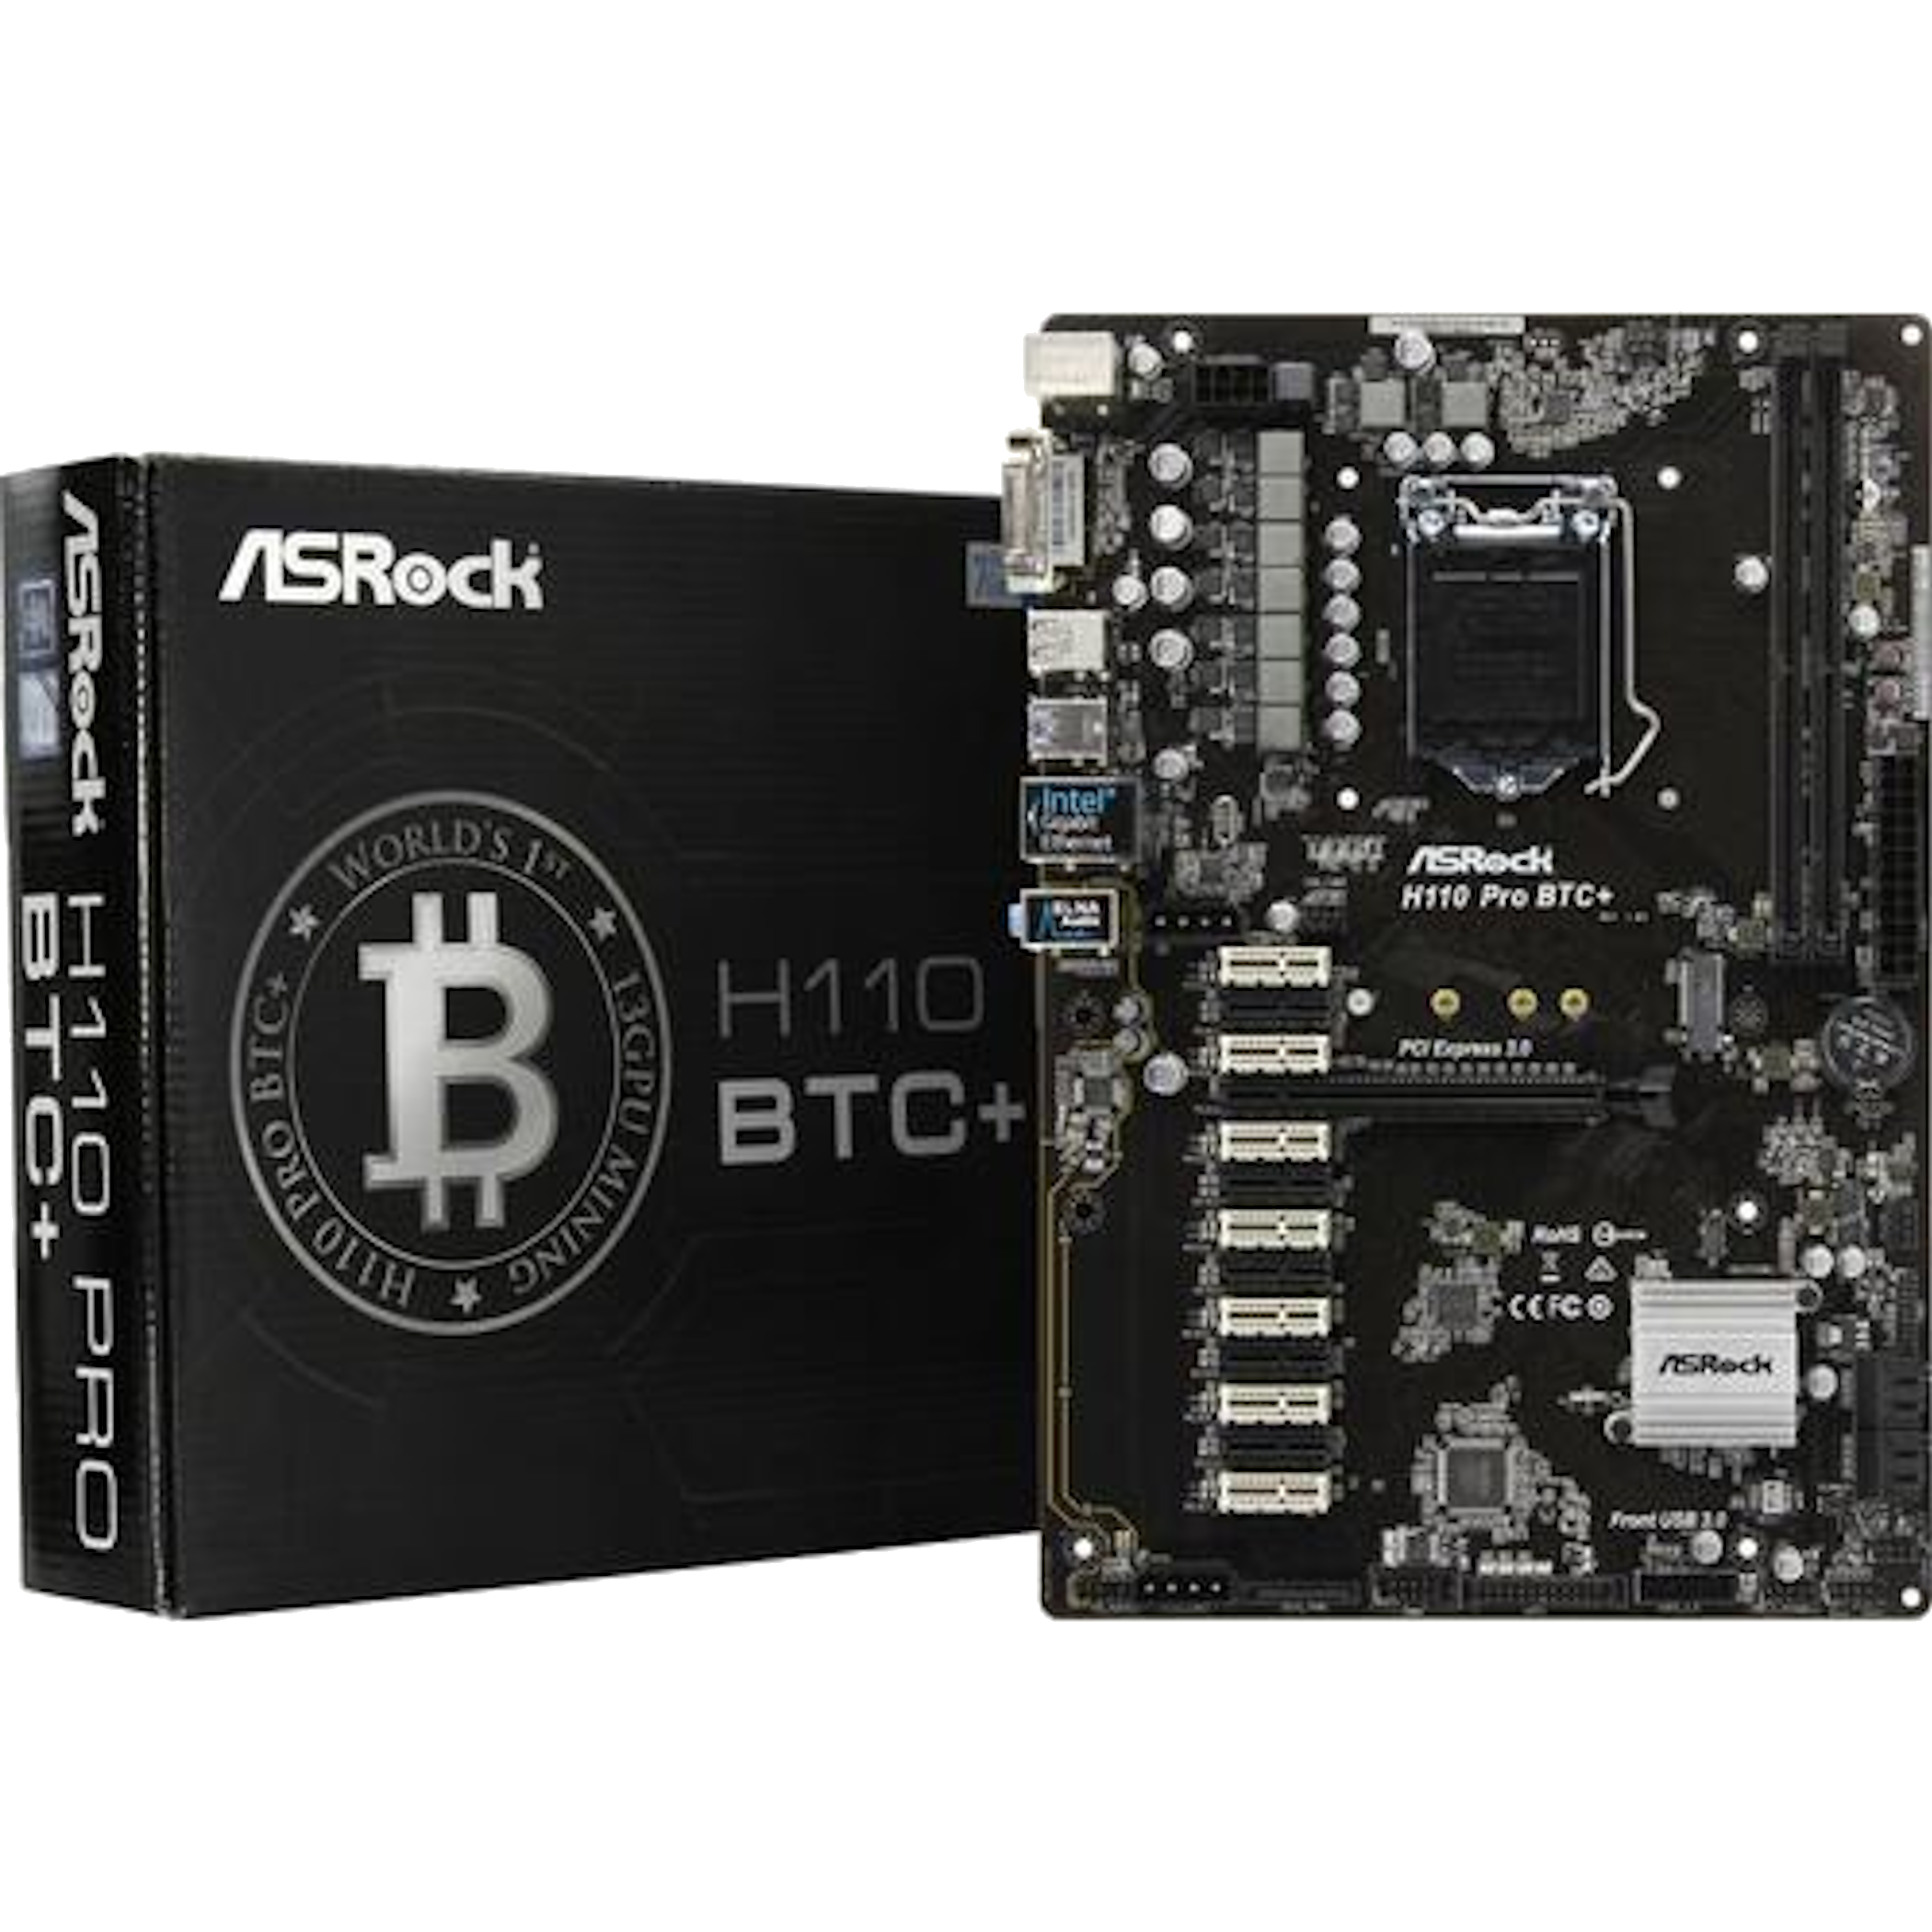 ASRock
H110 PRO
BTC+
ASRock
WORLD'S 1ST
13GPU MINING
H110 PRO BTC+
H110
BTC+
Intel
Gigabit
Ethernet
ELNA
Audio
ASRock
H110 Pro BTC+
PCI Express 3.0
RoHS
CE FC
ASRock
Front USB 3.0